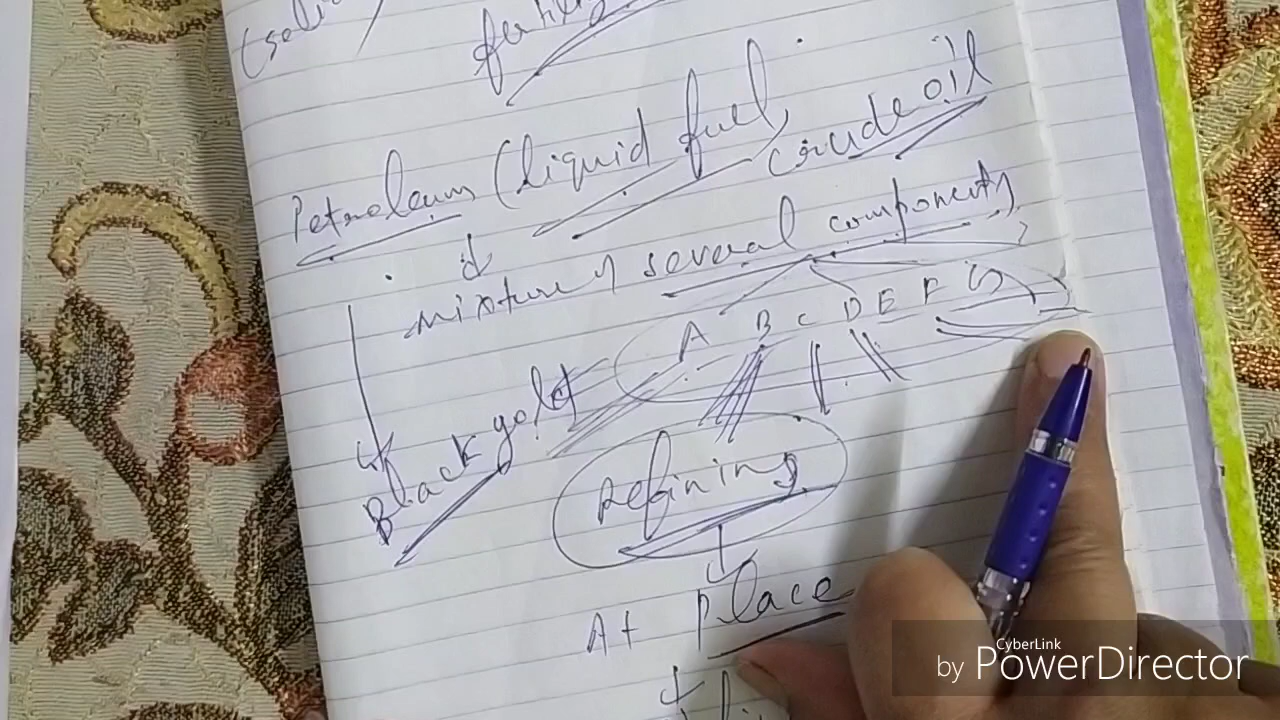 Petroleum (liquid fuel,
crude oil
mixture of several components
A B C D E F G
Black gold
Refining
At place
CyberLink
by PowerDirector